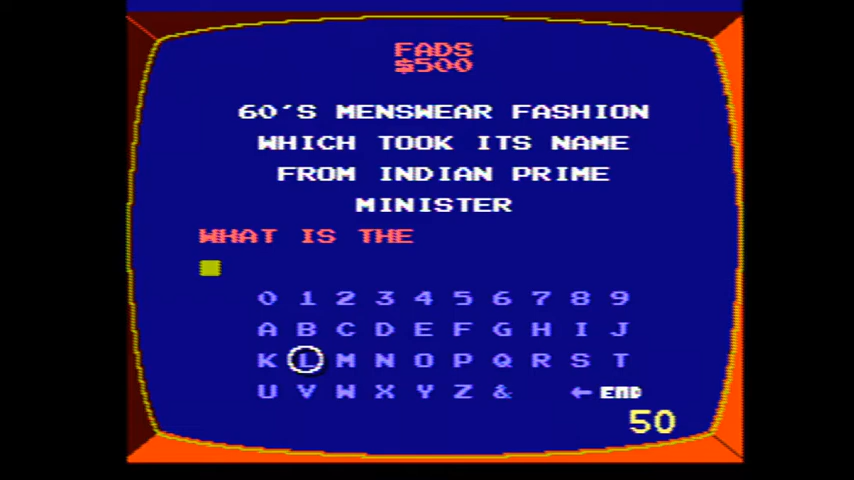 FADS
$500
60'S MENSWEAR FASHION
WHICH TOOK ITS NAME
FROM INDIAN PRIME
MINISTER
WHAT IS THE
0 1 2 3 4 5 6 7 8 9
A B C D E F G H I J
K L M N O P Q R S T
U V W X Y Z & ← END
50